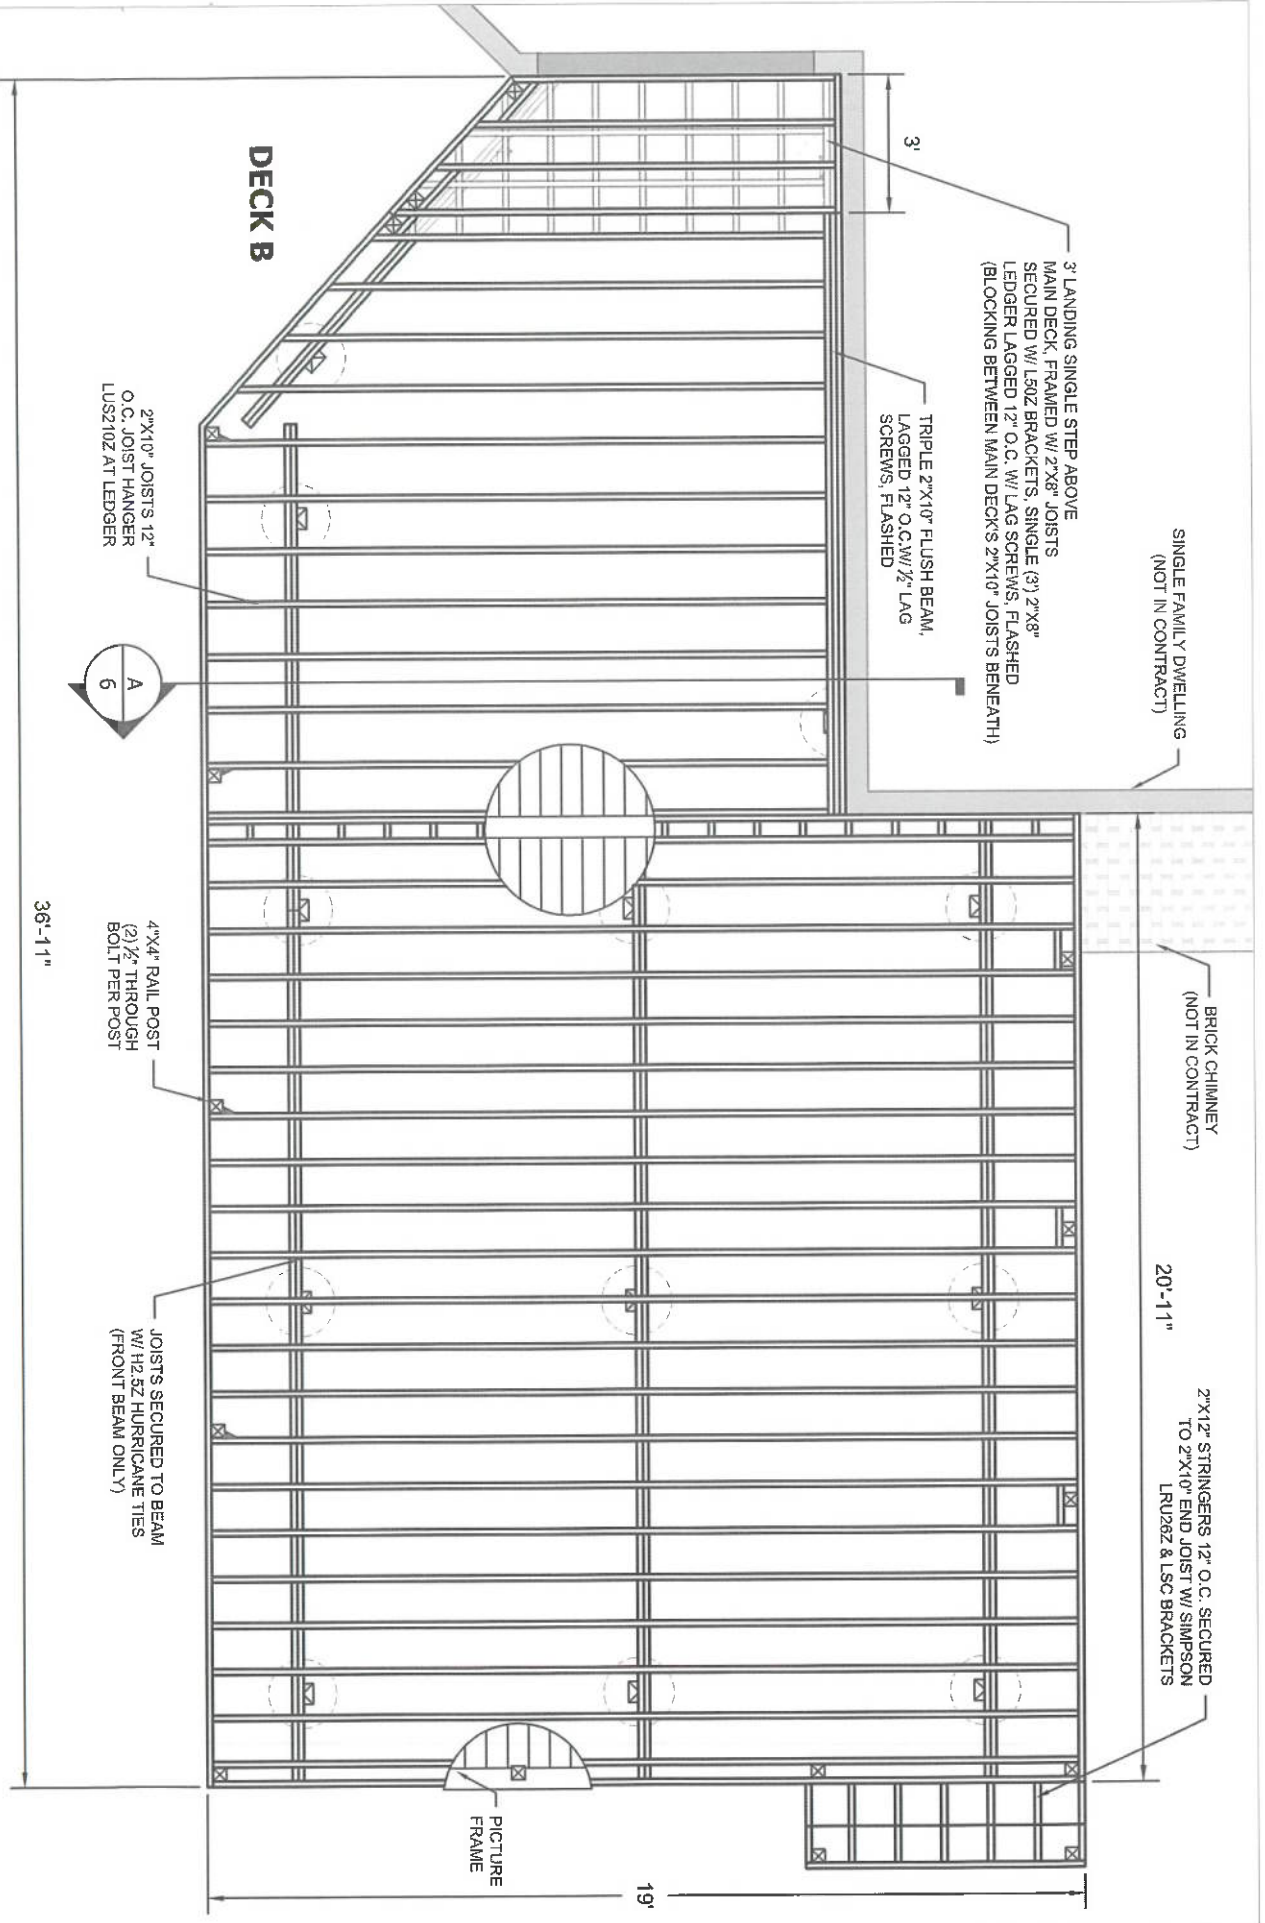 SINGLE FAMILY DWELLING
(NOT IN CONTRACT)
BRICK CHIMNEY
(NOT IN CONTRACT)
20'-11"
2"X12" STRINGERS 12" O.C. SECURED
TO 2"X10" END JOIST W/ SIMPSON
LRU26Z & LSC BRACKETS
3'
3' LANDING SINGLE STEP ABOVE
MAIN DECK, FRAMED W/ 2"X8" JOISTS
SECURED W/ L50Z BRACKETS, SINGLE (3') 2"X8"
LEDGER LAGGED 12" O.C. W/ LAG SCREWS, FLASHED
(BLOCKING BETWEEN MAIN DECK'S 2"X10" JOISTS BENEATH)
TRIPLE 2"X10" FLUSH BEAM,
LAGGED 12" O.C.W/ ½" LAG
SCREWS, FLASHED
19'
PICTURE
FRAME
DECK B
2"X10" JOISTS 12"
O.C. JOIST HANGER
LUS210Z AT LEDGER
A
6
4"X4" RAIL POST
(2) ½" THROUGH
BOLT PER POST
JOISTS SECURED TO BEAM
W/ H2.5Z HURRICANE TIES
(FRONT BEAM ONLY)
36'-11"